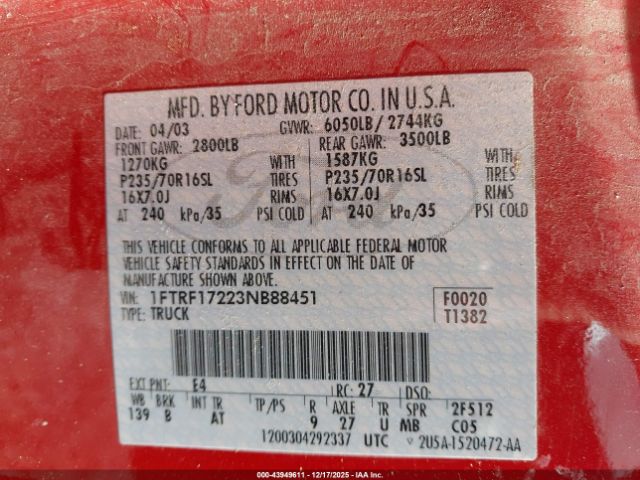 MFD. BY FORD MOTOR CO. IN U.S.A.
DATE: 04/03 GVWR: 6050LB/2744KG
FRONT GAWR: 2800LB REAR GAWR: 3500LB
1270KG WITH 1587KG WITH
P235/70R16SL TIRES P235/70R16SL TIRES
16X7.0J RIMS 16X7.0J RIMS
AT 240 kPa/35 PSI COLD AT 240 kPa/35 PSI COLD
Ford
THIS VEHICLE CONFORMS TO ALL APPLICABLE FEDERAL MOTOR
VEHICLE SAFETY STANDARDS IN EFFECT ON THE DATE OF
MANUFACTURE SHOWN ABOVE.
VIN: 1FTRF17223NB88451 F0020
TYPE: TRUCK T1382
EXT PNT: E4 RC: 27 DSO:
WB BRK INT TR TP/PS R AXLE TR SPR 2F512
139 B AT 9 27 U MB C05
1200304292337 UTC 2U5A-1520472-AA
000-43949611 - 12/17/2025 - IAAI.com